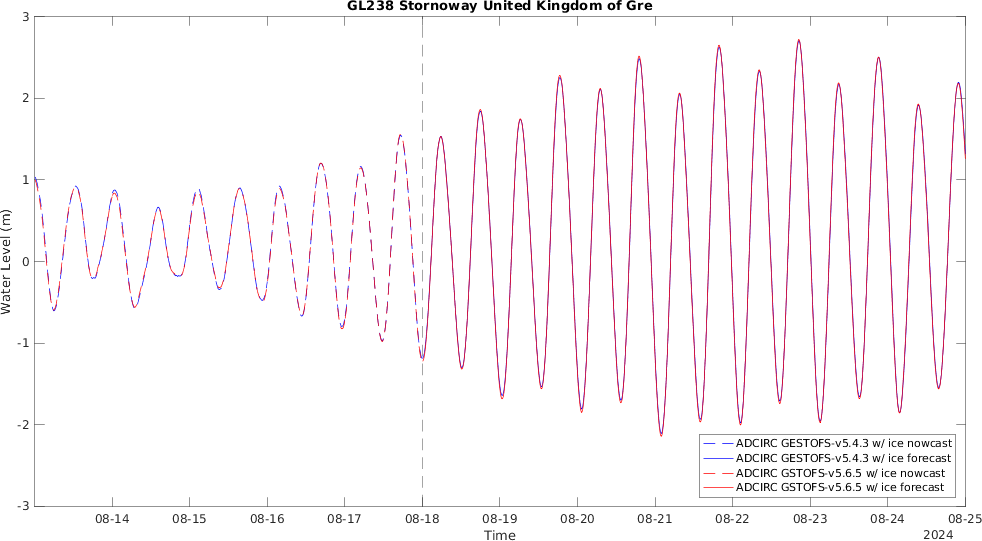 GL238 Stornoway United Kingdom of Gre
3
2
1
0
-1
-2
-3
Water Level (m)
08-14 08-15 08-16 08-17 08-18 08-19 08-20 08-21 08-22 08-23 08-24 08-25
Time
2024
ADCIRC GESTOFS-v5.4.3 w/ ice nowcast
ADCIRC GESTOFS-v5.4.3 w/ ice forecast
ADCIRC GSTOFS-v5.6.5 w/ ice nowcast
ADCIRC GSTOFS-v5.6.5 w/ ice forecast